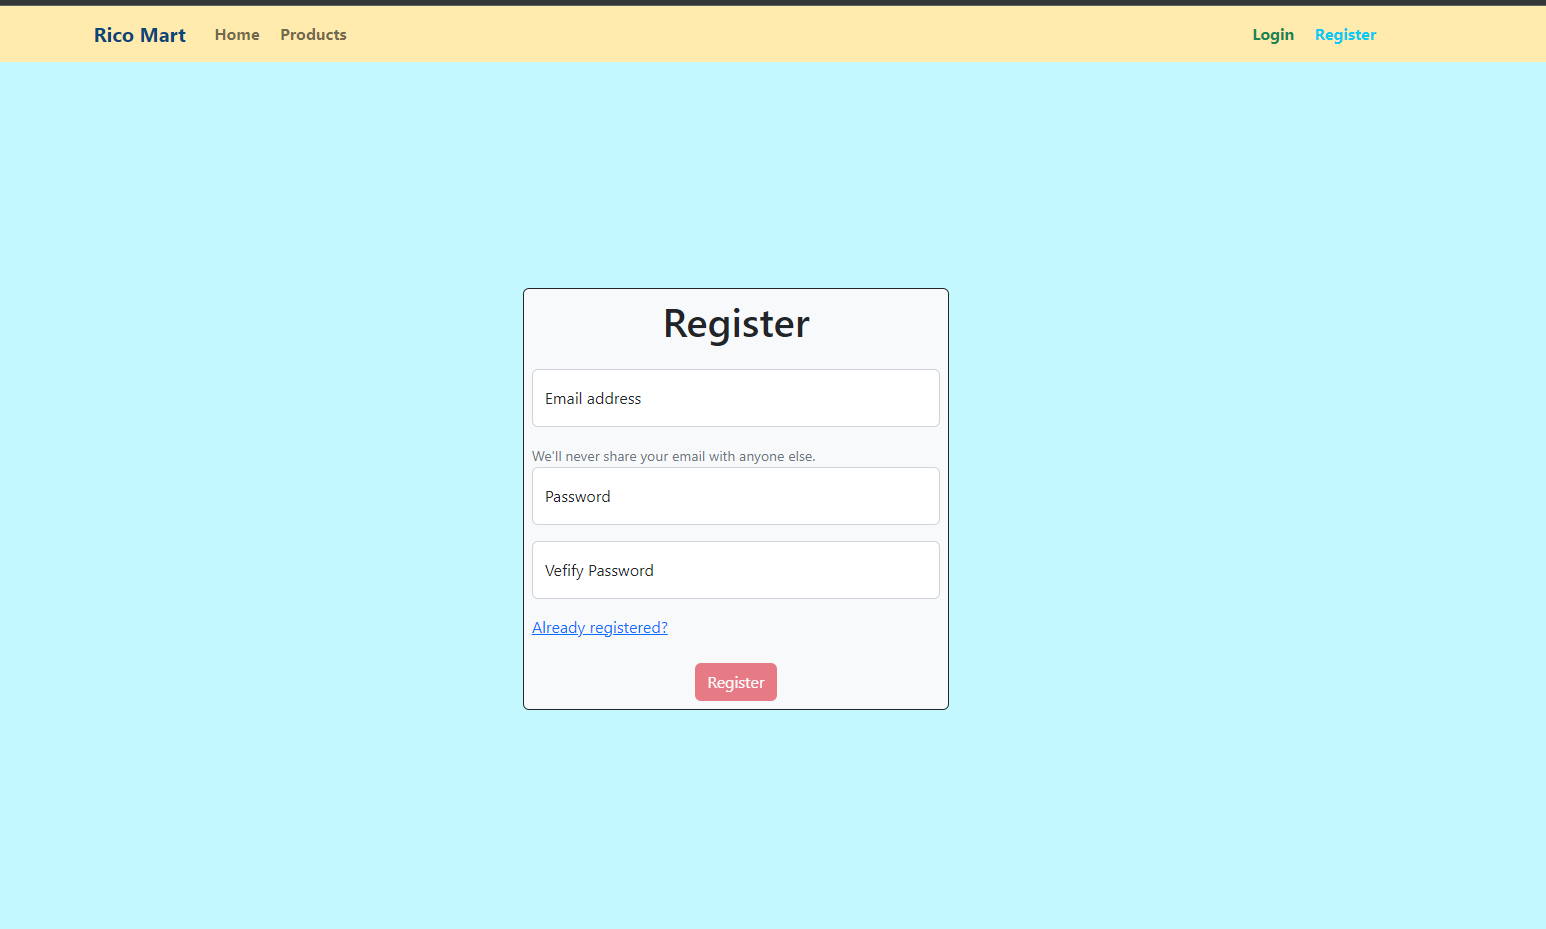 Rico Mart Home Products Login Register
Register
Email address
We'll never share your email with anyone else.
Password
Vefify Password
Already registered?
Register